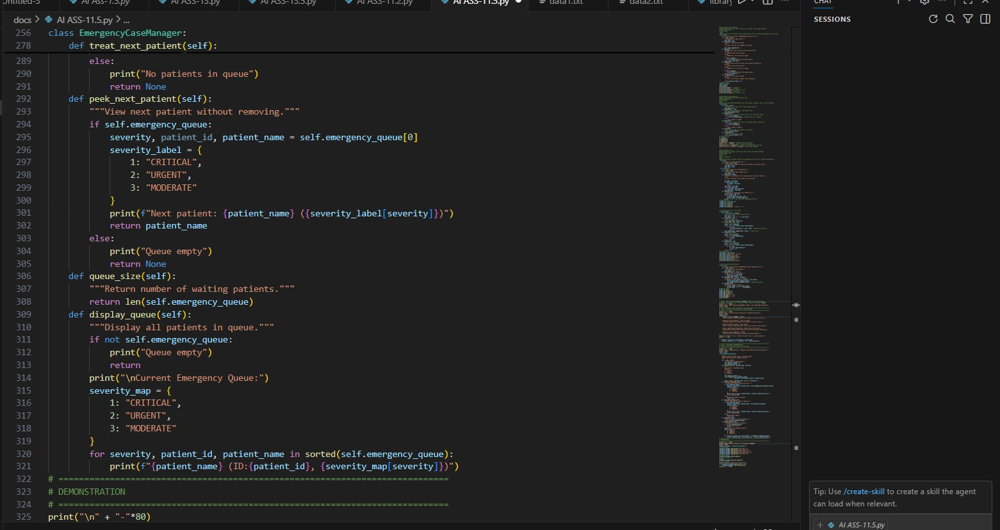 Untitled-3 AI ASS-1.5.py AI ASS-13.py AI ASS-13.5.py AI ASS-11.2.py AI ASS-11.5.py data1.txt data2.txt library
CHAT
docs > AI ASS-11.5.py > ...
SESSIONS
256 class EmergencyCaseManager:
278 def treat_next_patient(self):
289 else:
290 print("No patients in queue")
291 return None
292 def peek_next_patient(self):
293 """View next patient without removing."""
294 if self.emergency_queue:
295 severity, patient_id, patient_name = self.emergency_queue[0]
296 severity_label = {
297 1: "CRITICAL",
298 2: "URGENT",
299 3: "MODERATE"
300 }
301 print(f"Next patient: {patient_name} ({severity_label[severity]})")
302 return patient_name
303 else:
304 print("Queue empty")
305 return None
306 def queue_size(self):
307 """Return number of waiting patients."""
308 return len(self.emergency_queue)
309 def display_queue(self):
310 """Display all patients in queue."""
311 if not self.emergency_queue:
312 print("Queue empty")
313 return
314 print("\nCurrent Emergency Queue:")
315 severity_map = {
316 1: "CRITICAL",
317 2: "URGENT",
318 3: "MODERATE"
319 }
320 for severity, patient_id, patient_name in sorted(self.emergency_queue):
321 print(f"{patient_name} (ID:{patient_id}, {severity_map[severity]})")
322 # ============================================================================
323 # DEMONSTRATION
324 # ============================================================================
325 print("\n" + "-"*80)
Tip: Use /create-skill to create a skill the agent
can load when relevant.
+ AI ASS-11.5.py